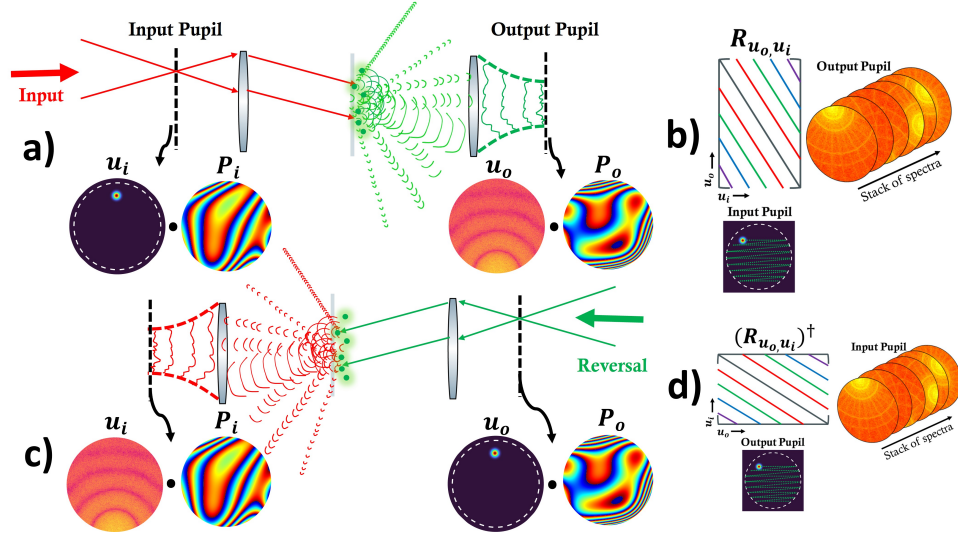 Input Pupil
Output Pupil
Input
a)
u_i
P_i
u_o
P_o
R_{u_o,u_i}
Output Pupil
b)
u_o →
u_i →
Stack of spectra
Input Pupil
Reversal
c)
u_i
P_i
u_o
P_o
(R_{u_o,u_i})^†
Input Pupil
d)
u_i →
u_o →
Stack of spectra
Output Pupil